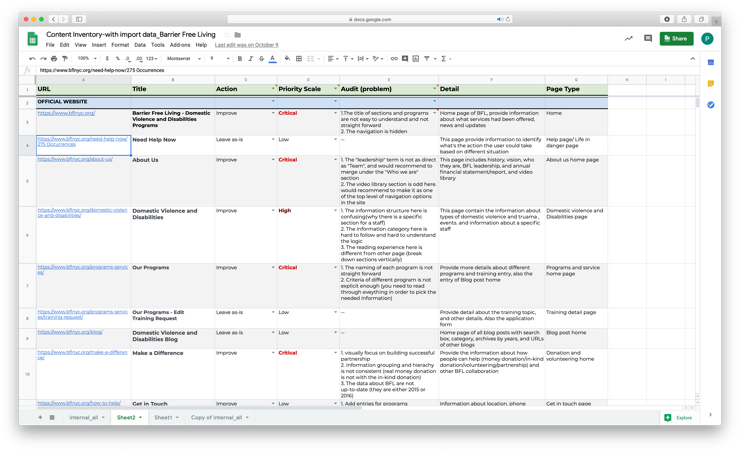 docs.google.com
Content Inventory-with import data_Barrier Free Living
File Edit View Insert Format Data Tools Add-ons Help Last edit was on October 9
Share
P
100% $ % .0 .00 123 Montserrat 9 B I S A
fx https://www.bflnyc.org/need-help-now/275 Occurrences
A B C D E F G H I
1 URL Title Action Priority Scale Audit (problem) Detail Page Type
2 OFFICIAL WEBSITE
3 https://www.bflnyc.org/ Barrier Free Living - Domestic Violence and Disabilities Programs Improve Critical 1.The title of sections and programs are not easy to understand and not straight forward
2. The navigation is hidden
Home page of BFL, provide information about what services had been offered, news and updates
Home
4 https://www.bflnyc.org/need-help-now/275 Occurrences Need Help Now Leave as-is Low --
This page provide information to identify what's the action the user could take based on different situation
Help page/ Life in danger page
5 https://www.bflnyc.org/about-us/ About Us Improve Critical 1. The "leadership" term is not as direct as "Team", and would recommend to merge under the "Who we are" section
2. The video library section is odd here. would recommend to make it as one of the top level of navigation options in the site
This page includes history, vision, who they are, BFL leadership, and annual financial statement/report, and video library
About us home page
6 https://www.bflnyc.org/domestic-violence-and-disabilities/ Domestic Violence and Disabilities Improve High 1. The information structure here is confusing(why there is a specific section for a staff)
2. The information category here is hard to follow and hard to understand the logic
3. The reading experience here is different from other page (break down sections vertically)
This page contain the information about types of domestic violence and truama , events. and information about a specific staff
Domestic violence and Disabilities page
7 https://www.bflnyc.org/programs-services/ Our Programs Improve Critical 1. The naming of each program is not straight forward
2. Criteria of different program is not explicit enough (you need to read through eveything in order to pick the needed information)
Provide more details about different programs and training entry, also the entry of Blog post home
Programs and service home page
8 https://www.bflnyc.org/programs-services/training-request/ Our Programs - Edit Training Request Leave as-is Low --
Provide detail about the training topic, and other details. Also the application form
Training detail page
9 https://www.bflnyc.org/blog/ Domestic Violence and Disabilities Blog Leave as-is Low --
Home page of all blog posts with search box, category, archives by years, and URLs of other blogs
Blog post home
10 https://www.bflnyc.org/make-a-difference/ Make a Difference Improve Critical 1. visually focus on building successful partnership
2. Information grouping and hierachy is not consistent (real money donation is not with the in-kind donation)
3. The data about BFL are not up-to-date (they are either 2015 or 2016)
Provide the information about how people can help (money donation/in-kind donation/volunteering/partnership) and other BFL collaboration
Donation and volunteering home
https://www.bflnyc.org/how-to-help/ Get in Touch Improve Low 1. Add entries for programs Information about location, phone Get in touch page
internal_all Sheet2 Sheet1 Copy of internal_all Explore